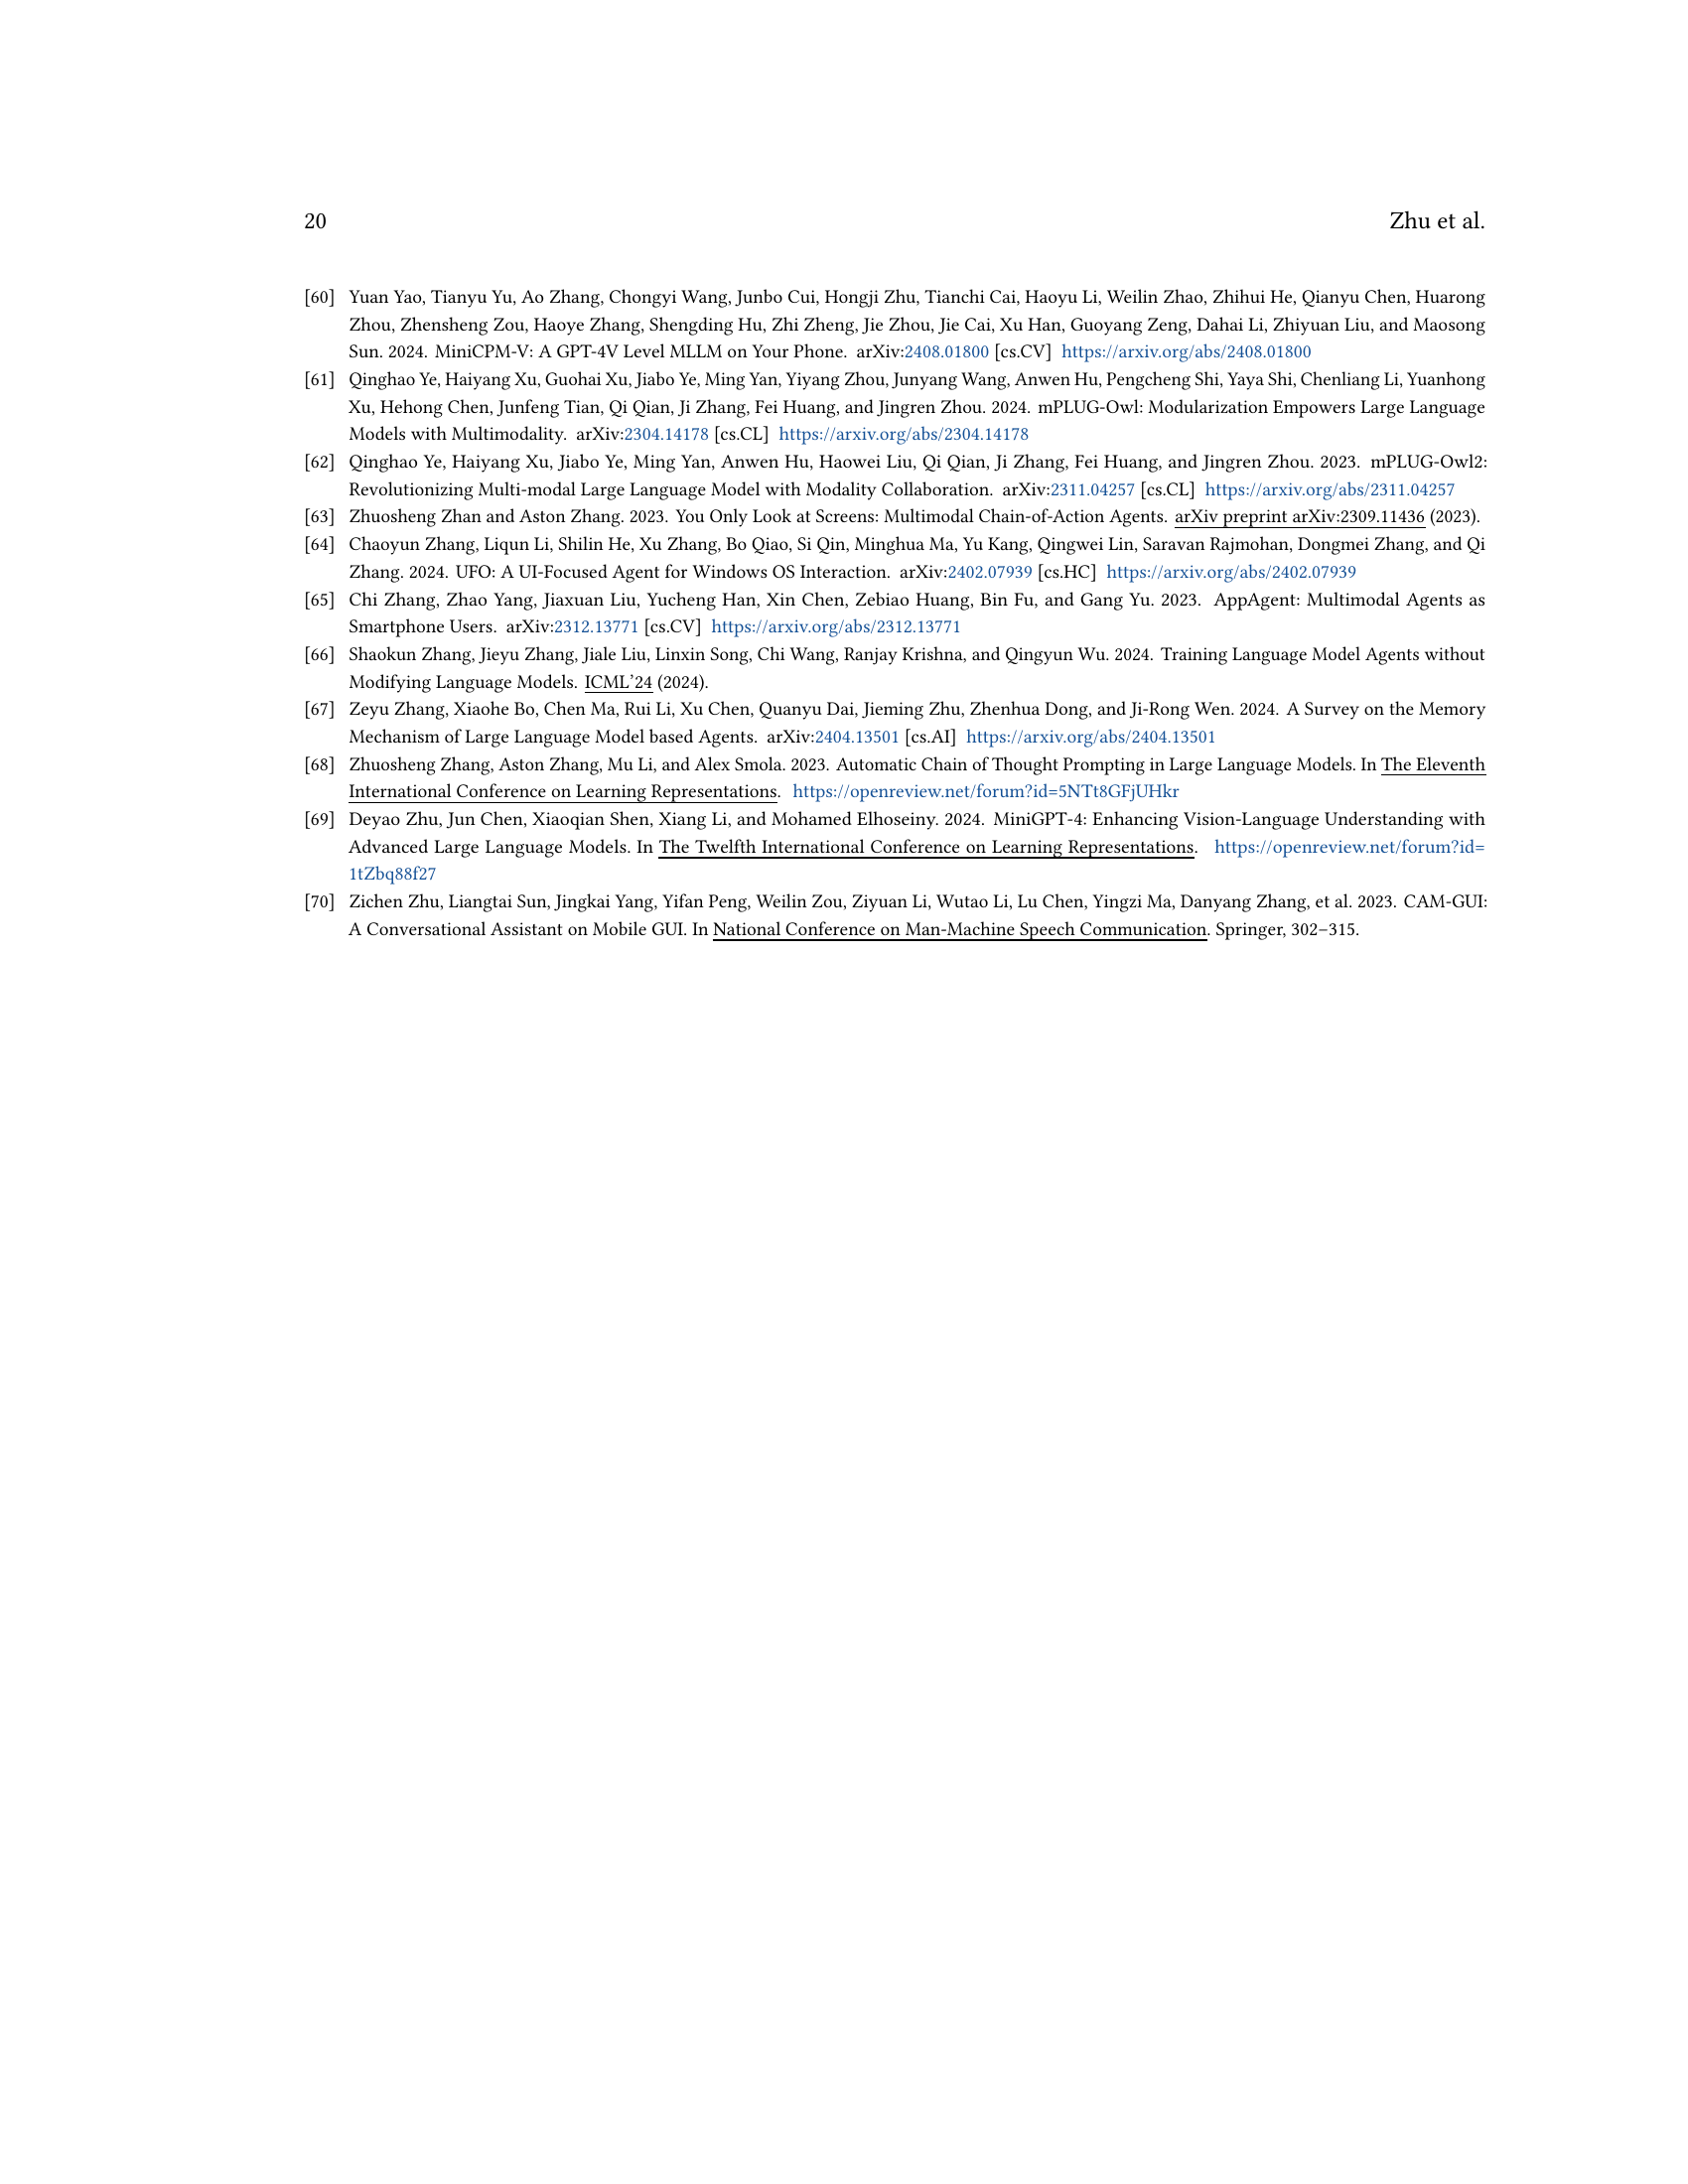 20
Zhu et al.
[60] Yuan Yao, Tianyu Yu, Ao Zhang, Chongyi Wang, Junbo Cui, Hongji Zhu, Tianchi Cai, Haoyu Li, Weilin Zhao, Zhihui He, Qianyu Chen, Huarong
Zhou, Zhensheng Zou, Haoye Zhang, Shengding Hu, Zhi Zheng, Jie Zhou, Jie Cai, Xu Han, Guoyang Zeng, Dahai Li, Zhiyuan Liu, and Maosong
Sun. 2024. MiniCPM-V: A GPT-4V Level MLLM on Your Phone. arXiv:2408.01800 [cs.CV] https://arxiv.org/abs/2408.01800
[61] Qinghao Ye, Haiyang Xu, Guohai Xu, Jiabo Ye, Ming Yan, Yiyang Zhou, Junyang Wang, Anwen Hu, Pengcheng Shi, Yaya Shi, Chenliang Li, Yuanhong
Xu, Hehong Chen, Junfeng Tian, Qi Qian, Ji Zhang, Fei Huang, and Jingren Zhou. 2024. mPLUG-Owl: Modularization Empowers Large Language
Models with Multimodality. arXiv:2304.14178 [cs.CL] https://arxiv.org/abs/2304.14178
[62] Qinghao Ye, Haiyang Xu, Jiabo Ye, Ming Yan, Anwen Hu, Haowei Liu, Qi Qian, Ji Zhang, Fei Huang, and Jingren Zhou. 2023. mPLUG-Owl2:
Revolutionizing Multi-modal Large Language Model with Modality Collaboration. arXiv:2311.04257 [cs.CL] https://arxiv.org/abs/2311.04257
[63] Zhuosheng Zhan and Aston Zhang. 2023. You Only Look at Screens: Multimodal Chain-of-Action Agents. arXiv preprint arXiv:2309.11436 (2023).
[64] Chaoyun Zhang, Liqun Li, Shilin He, Xu Zhang, Bo Qiao, Si Qin, Minghua Ma, Yu Kang, Qingwei Lin, Saravan Rajmohan, Dongmei Zhang, and Qi
Zhang. 2024. UFO: A UI-Focused Agent for Windows OS Interaction. arXiv:2402.07939 [cs.HC] https://arxiv.org/abs/2402.07939
[65] Chi Zhang, Zhao Yang, Jiaxuan Liu, Yucheng Han, Xin Chen, Zebiao Huang, Bin Fu, and Gang Yu. 2023. AppAgent: Multimodal Agents as
Smartphone Users. arXiv:2312.13771 [cs.CV] https://arxiv.org/abs/2312.13771
[66] Shaokun Zhang, Jieyu Zhang, Jiale Liu, Linxin Song, Chi Wang, Ranjay Krishna, and Qingyun Wu. 2024. Training Language Model Agents without
Modifying Language Models. ICML’24 (2024).
[67] Zeyu Zhang, Xiaohe Bo, Chen Ma, Rui Li, Xu Chen, Quanyu Dai, Jieming Zhu, Zhenhua Dong, and Ji-Rong Wen. 2024. A Survey on the Memory
Mechanism of Large Language Model based Agents. arXiv:2404.13501 [cs.AI] https://arxiv.org/abs/2404.13501
[68] Zhuosheng Zhang, Aston Zhang, Mu Li, and Alex Smola. 2023. Automatic Chain of Thought Prompting in Large Language Models. In The Eleventh
International Conference on Learning Representations. https://openreview.net/forum?id=5NTt8GFjUHkr
[69] Deyao Zhu, Jun Chen, Xiaoqian Shen, Xiang Li, and Mohamed Elhoseiny. 2024. MiniGPT-4: Enhancing Vision-Language Understanding with
Advanced Large Language Models. In The Twelfth International Conference on Learning Representations. https://openreview.net/forum?id=
1tZbq88f27
[70] Zichen Zhu, Liangtai Sun, Jingkai Yang, Yifan Peng, Weilin Zou, Ziyuan Li, Wutao Li, Lu Chen, Yingzi Ma, Danyang Zhang, et al. 2023. CAM-GUI:
A Conversational Assistant on Mobile GUI. In National Conference on Man-Machine Speech Communication. Springer, 302–315.